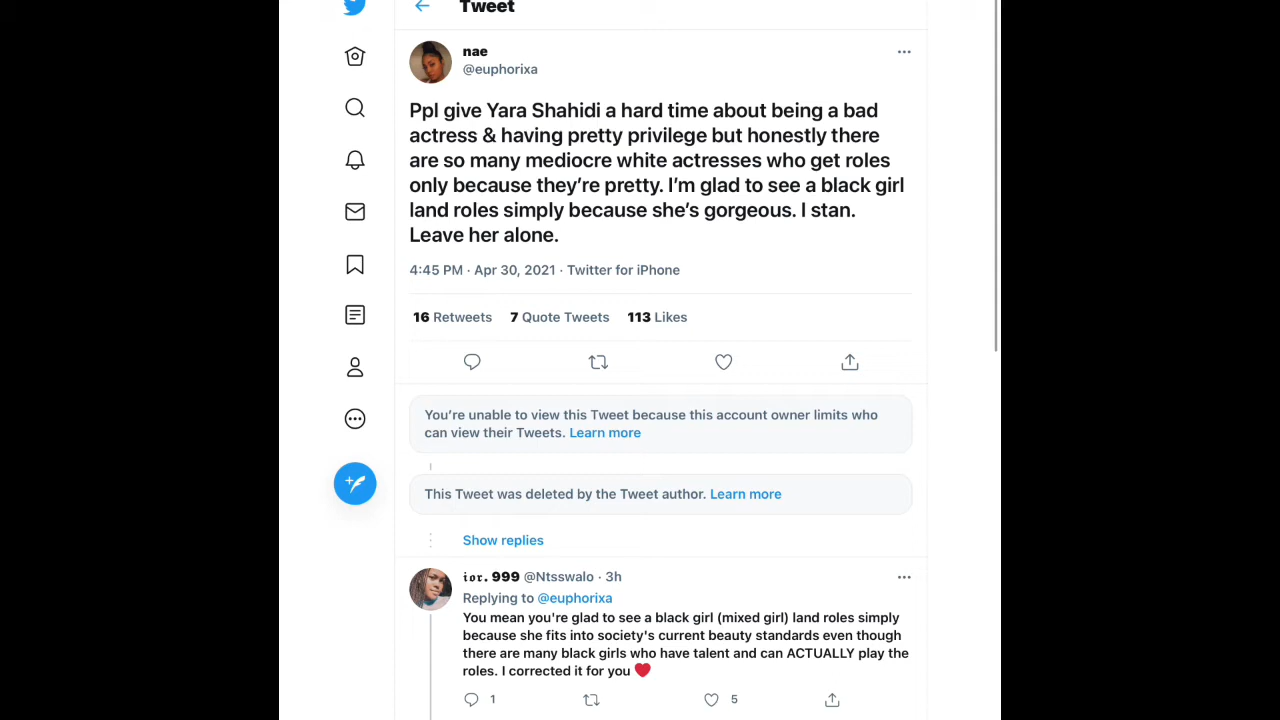 Tweet
nae
@euphorixa
Ppl give Yara Shahidi a hard time about being a bad
actress & having pretty privilege but honestly there
are so many mediocre white actresses who get roles
only because they’re pretty. I’m glad to see a black girl
land roles simply because she’s gorgeous. I stan.
Leave her alone.
4:45 PM · Apr 30, 2021 · Twitter for iPhone
16 Retweets 7 Quote Tweets 113 Likes
You’re unable to view this Tweet because this account owner limits who
can view their Tweets. Learn more
This Tweet was deleted by the Tweet author. Learn more
Show replies
𝖎𝖔𝖗. 999 @Ntsswalo · 3h
Replying to @euphorixa
You mean you're glad to see a black girl (mixed girl) land roles simply
because she fits into society's current beauty standards even though
there are many black girls who have talent and can ACTUALLY play the
roles. I corrected it for you ❤️
1 5